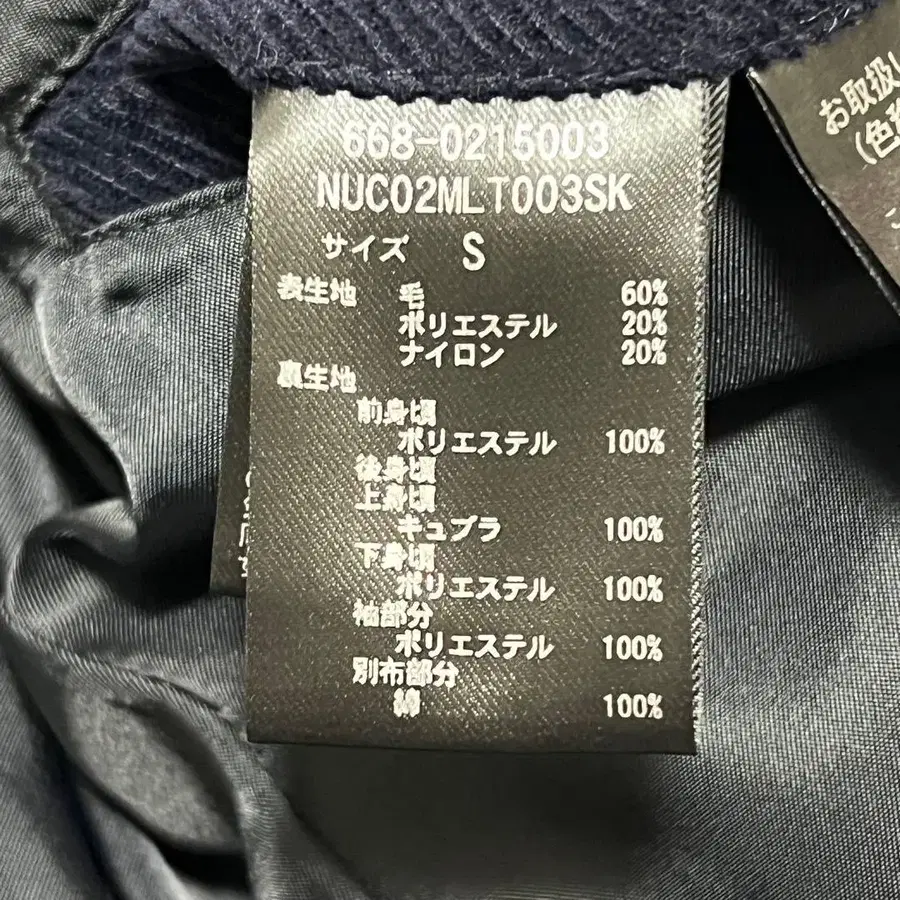 668-0215003
NUC02MLT003SK
サイズ S
表生地 毛 60%
ポリエステル 20%
ナイロン 20%
裏生地
前身頃
ポリエステル 100%
後身頃
上身頃
キュプラ 100%
下身頃
ポリエステル 100%
袖部分
ポリエステル 100%
別布部分
綿 100%
お取扱い